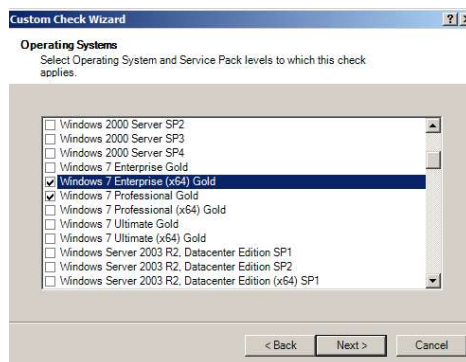 Custom Check Wizard
Operating Systems
Select Operating System and Service Pack levels to which this check
applies.
Windows 2000 Server SP2
Windows 2000 Server SP3
Windows 2000 Server SP4
Windows 7 Enterprise Gold
Windows 7 Enterprise (x64) Gold
Windows 7 Professional Gold
Windows 7 Professional (x64) Gold
Windows 7 Ultimate Gold
Windows 7 Ultimate (x64) Gold
Windows Server 2003 R2, Datacenter Edition SP1
Windows Server 2003 R2, Datacenter Edition SP2
Windows Server 2003 R2, Datacenter Edition (x64) SP1
< Back Next > Cancel